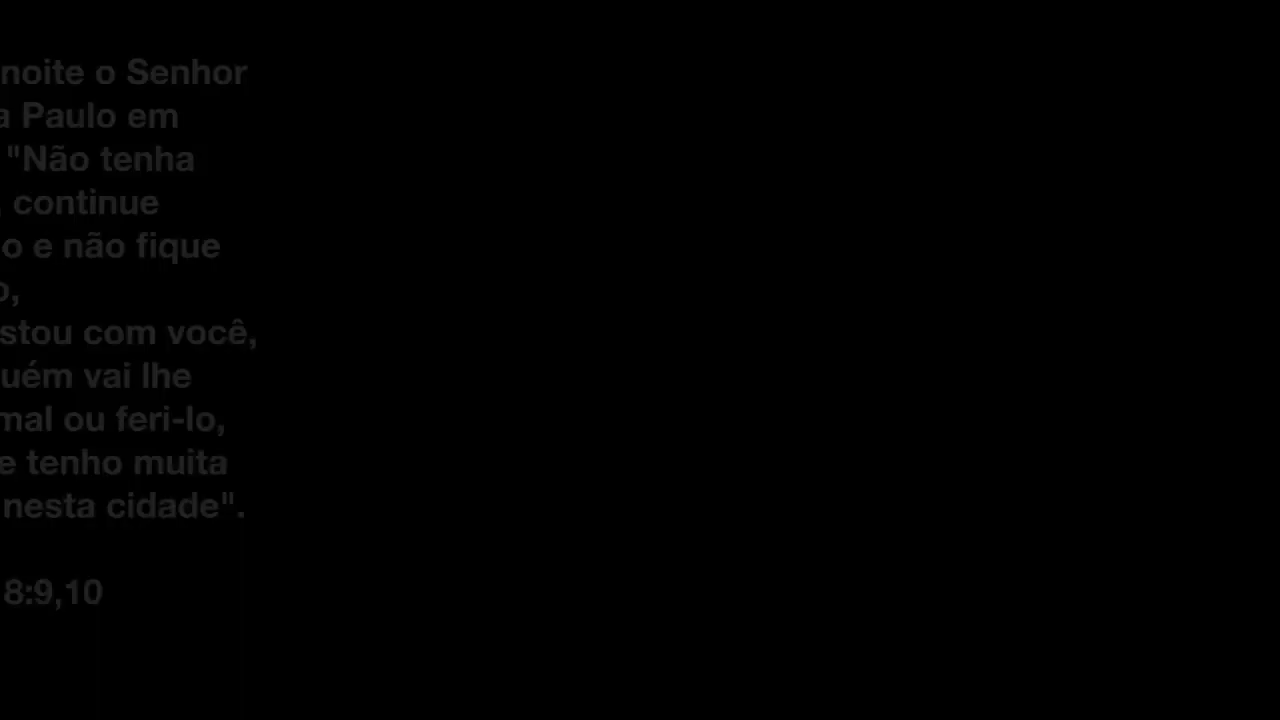 noite o Senhor
a Paulo em
"Não tenha
, continue
o e não fique
o,
stou com você,
uém vai lhe
mal ou feri-lo,
e tenho muita
nesta cidade".
8:9,10